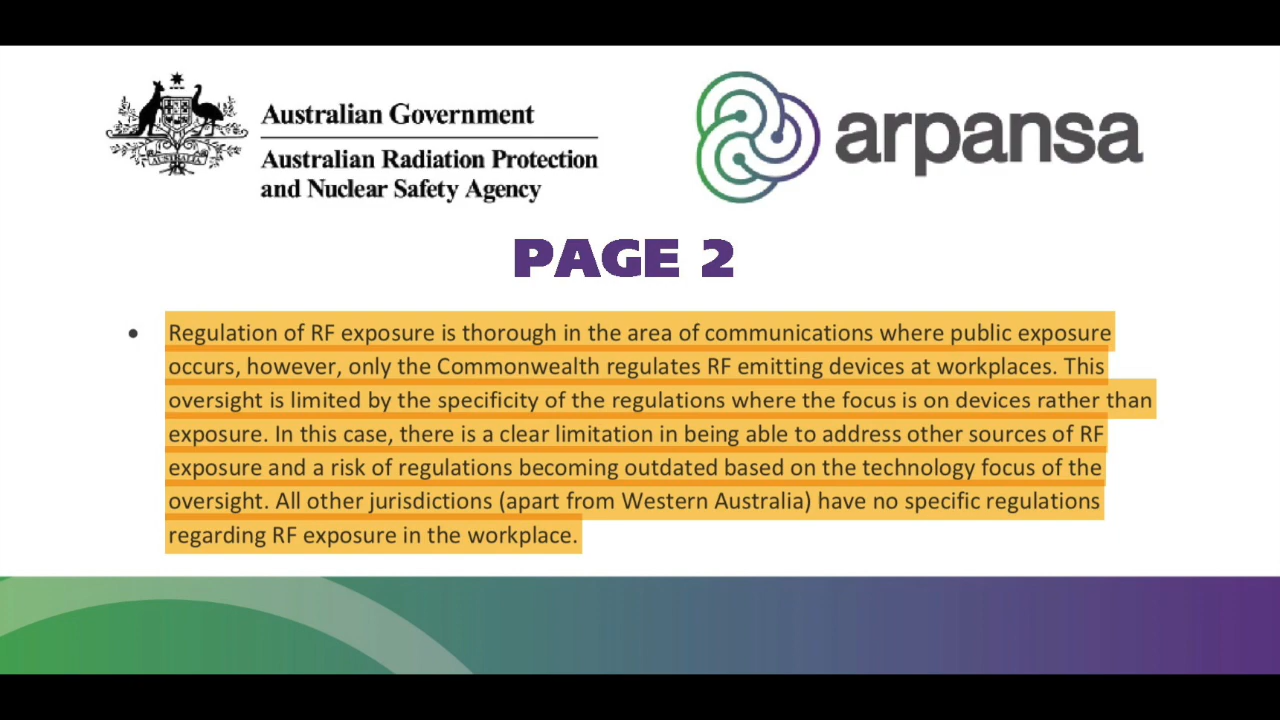 Australian Government
Australian Radiation Protection
and Nuclear Safety Agency
AUSTRALIA
arpansa
PAGE 2
• Regulation of RF exposure is thorough in the area of communications where public exposure
occurs, however, only the Commonwealth regulates RF emitting devices at workplaces. This
oversight is limited by the specificity of the regulations where the focus is on devices rather than
exposure. In this case, there is a clear limitation in being able to address other sources of RF
exposure and a risk of regulations becoming outdated based on the technology focus of the
oversight. All other jurisdictions (apart from Western Australia) have no specific regulations
regarding RF exposure in the workplace.